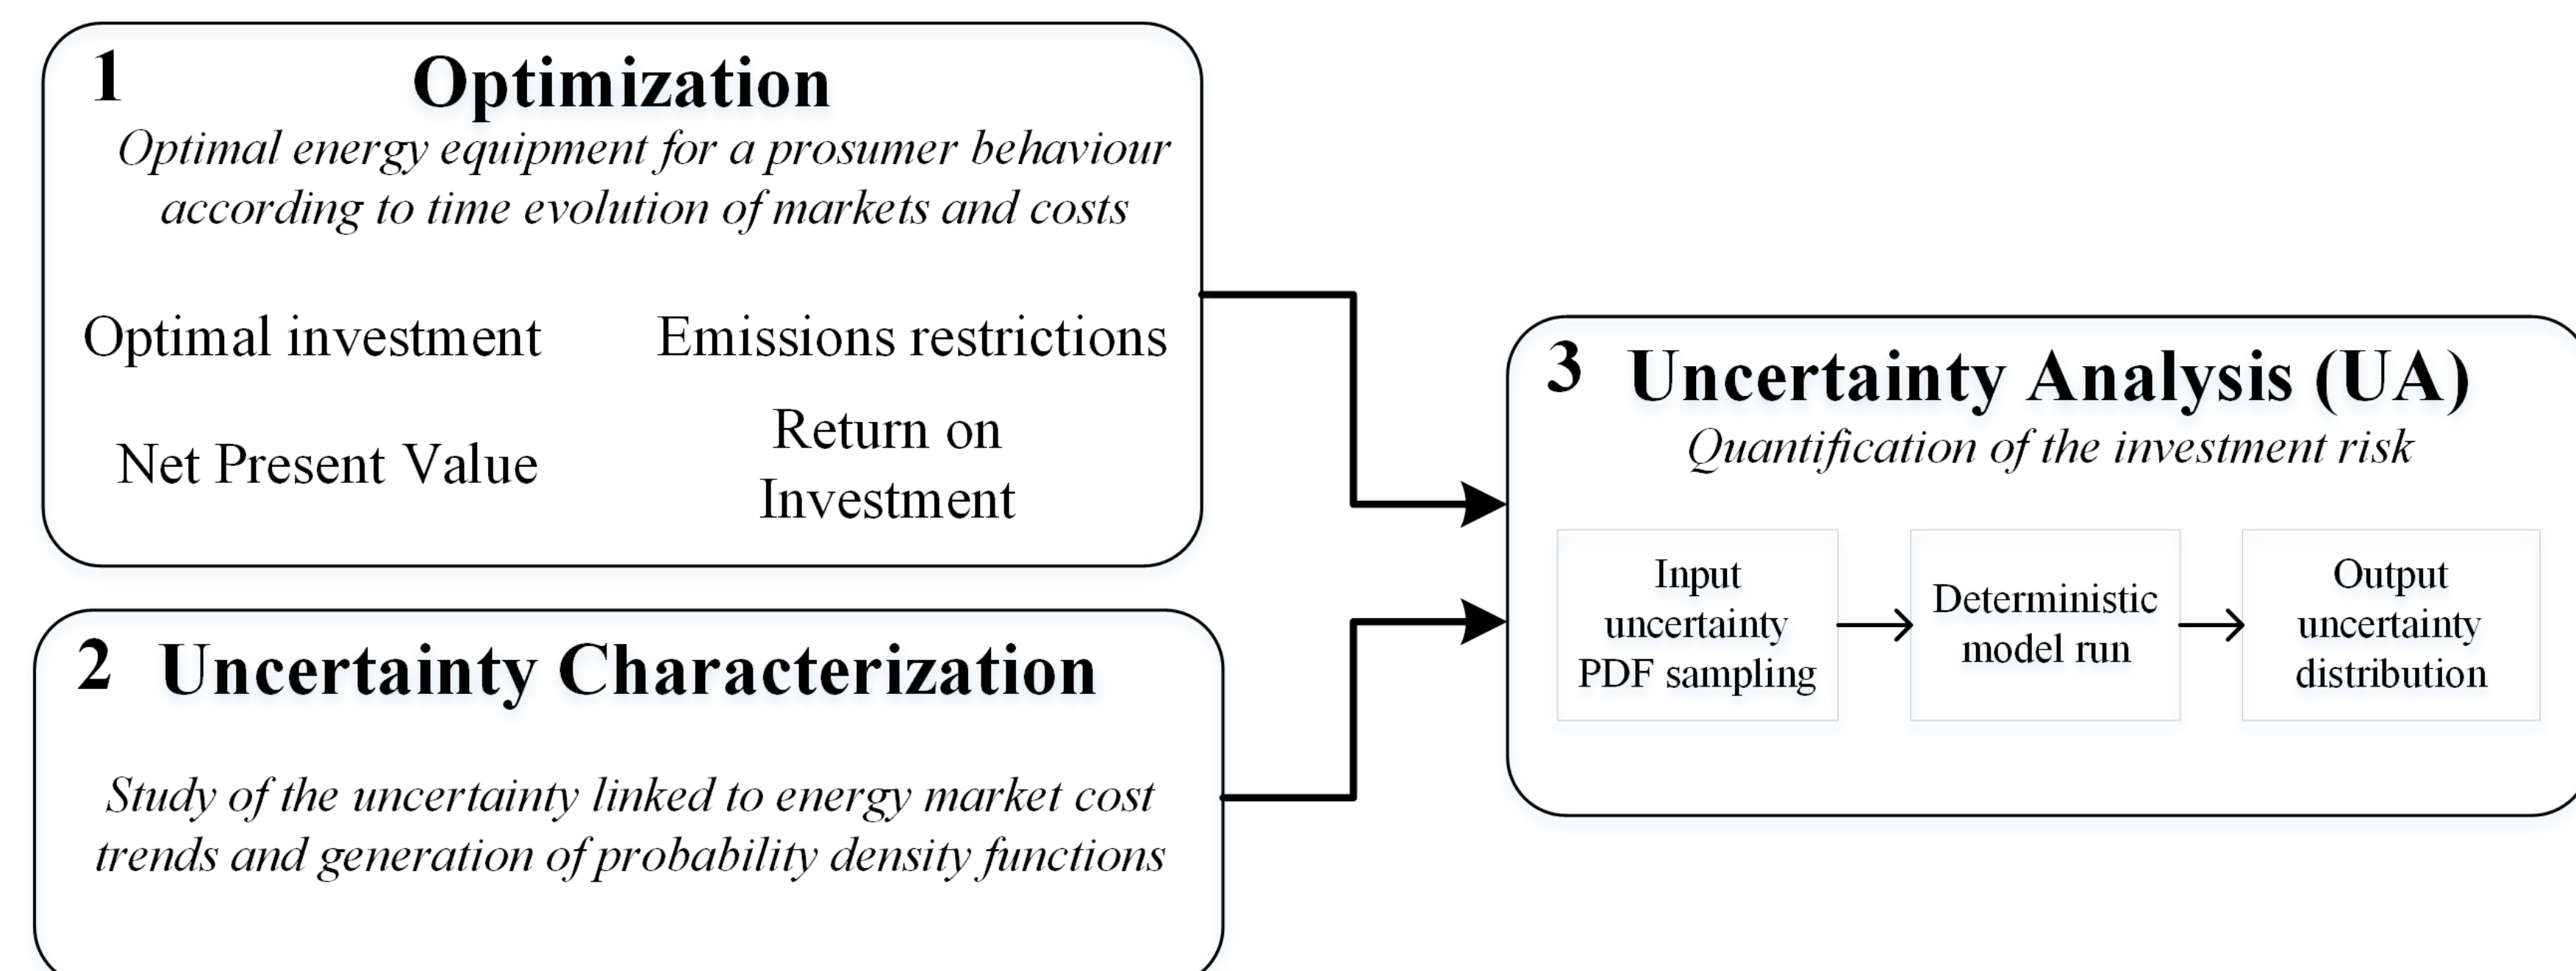 1
Optimization
Optimal energy equipment for a prosumer behaviour
according to time evolution of markets and costs
Optimal investment
Emissions restrictions
Net Present Value
Return on
Investment
2
Uncertainty Characterization
Study of the uncertainty linked to energy market cost
trends and generation of probability density functions
3
Uncertainty Analysis (UA)
Quantification of the investment risk
Input
uncertainty
PDF sampling
Deterministic
model run
Output
uncertainty
distribution